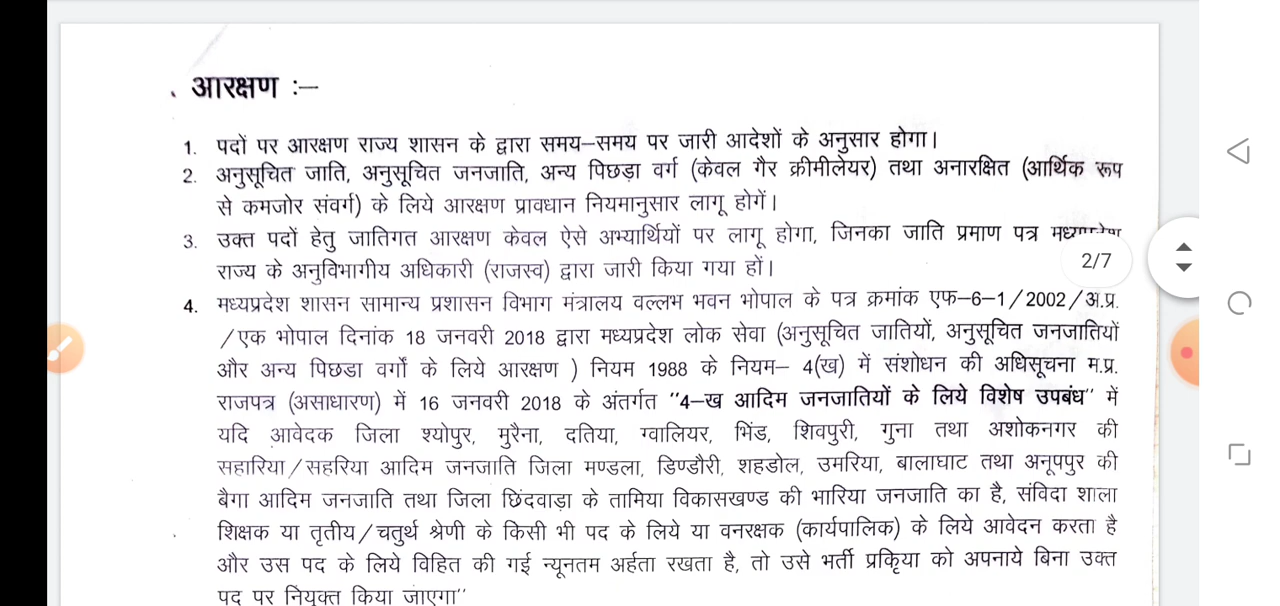 आरक्षण :–
1. पदों पर आरक्षण राज्य शासन के द्वारा समय–समय पर जारी आदेशों के अनुसार होगा।
2. अनुसूचित जाति, अनुसूचित जनजाति, अन्य पिछड़ा वर्ग (केवल गैर क्रीमीलेयर) तथा अनारक्षित (आर्थिक रूप
से कमजोर संवर्ग) के लिये आरक्षण प्रावधान नियमानुसार लागू होगें।
3. उक्त पदों हेतु जातिगत आरक्षण केवल ऐसे अभ्यार्थियों पर लागू होगा, जिनका जाति प्रमाण पत्र
2/7
राज्य के अनुविभागीय अधिकारी (राजस्व) द्वारा जारी किया गया हों।
4. मध्यप्रदेश शासन सामान्य प्रशासन विभाग मंत्रालय वल्लभ भवन भोपाल के पत्र क्रमांक एफ–6–1/2002/अ.प्र.
/एक भोपाल दिनांक 18 जनवरी 2018 द्वारा मध्यप्रदेश लोक सेवा (अनुसूचित जातियों, अनुसूचित जनजातियों
और अन्य पिछडा वर्गों के लिये आरक्षण ) नियम 1988 के नियम– 4(ख) में संशोधन की अधिसूचना म.प्र.
राजपत्र (असाधारण) में 16 जनवरी 2018 के अंतर्गत "4–ख आदिम जनजातियों के लिये विशेष उपबंध" में
यदि आवेदक जिला श्योपुर, मुरैना, दतिया, ग्वालियर, भिंड, शिवपुरी, गुना तथा अशोकनगर की
सहारिया/सहरिया आदिम जनजाति जिला मण्डला, डिण्डौरी, शहडोल, उमरिया, बालाघाट तथा अनूपपुर की
बैगा आदिम जनजाति तथा जिला छिंदवाड़ा के तामिया विकासखण्ड की भारिया जनजाति का है, संविदा शाला
शिक्षक या तृतीय/चतुर्थ श्रेणी के किसी भी पद के लिये या वनरक्षक (कार्यपालिक) के लिये आवेदन करता है
और उस पद के लिये विहित की गई न्यूनतम अर्हता रखता है, तो उसे भर्ती प्रक्रिया को अपनाये बिना उक्त
पद पर नियुक्त किया जाएगा"